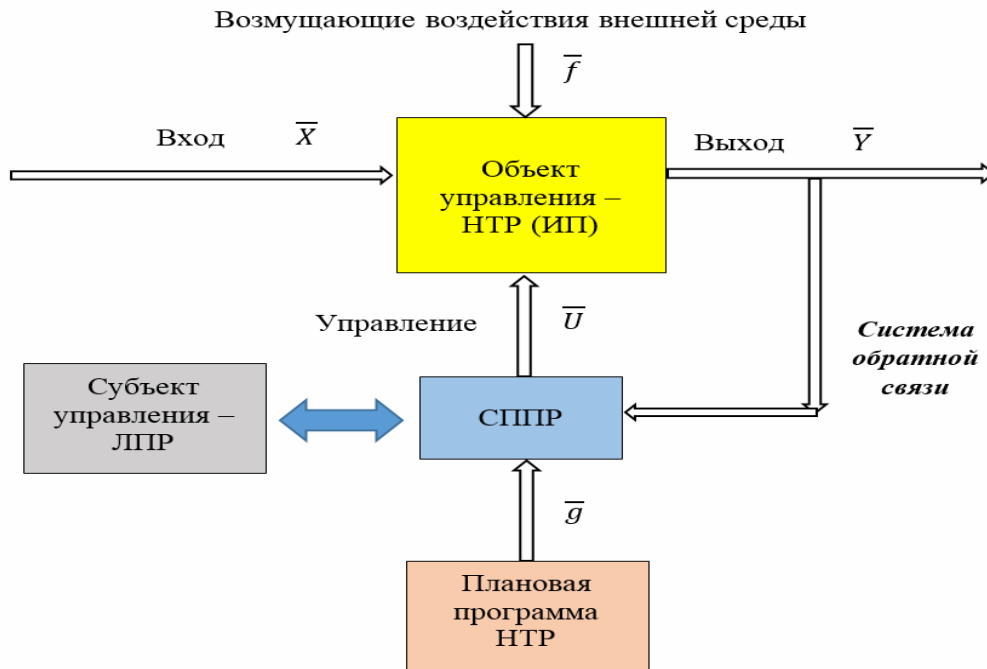 Возмущающие воздействия внешней среды
f
Вход X
Выход Y
Объект
управления –
НТР (ИП)
Управление
U
Система
обратной
связи
Субъект
управления –
ЛПР
СППР
g
Плановая
программа
НТР